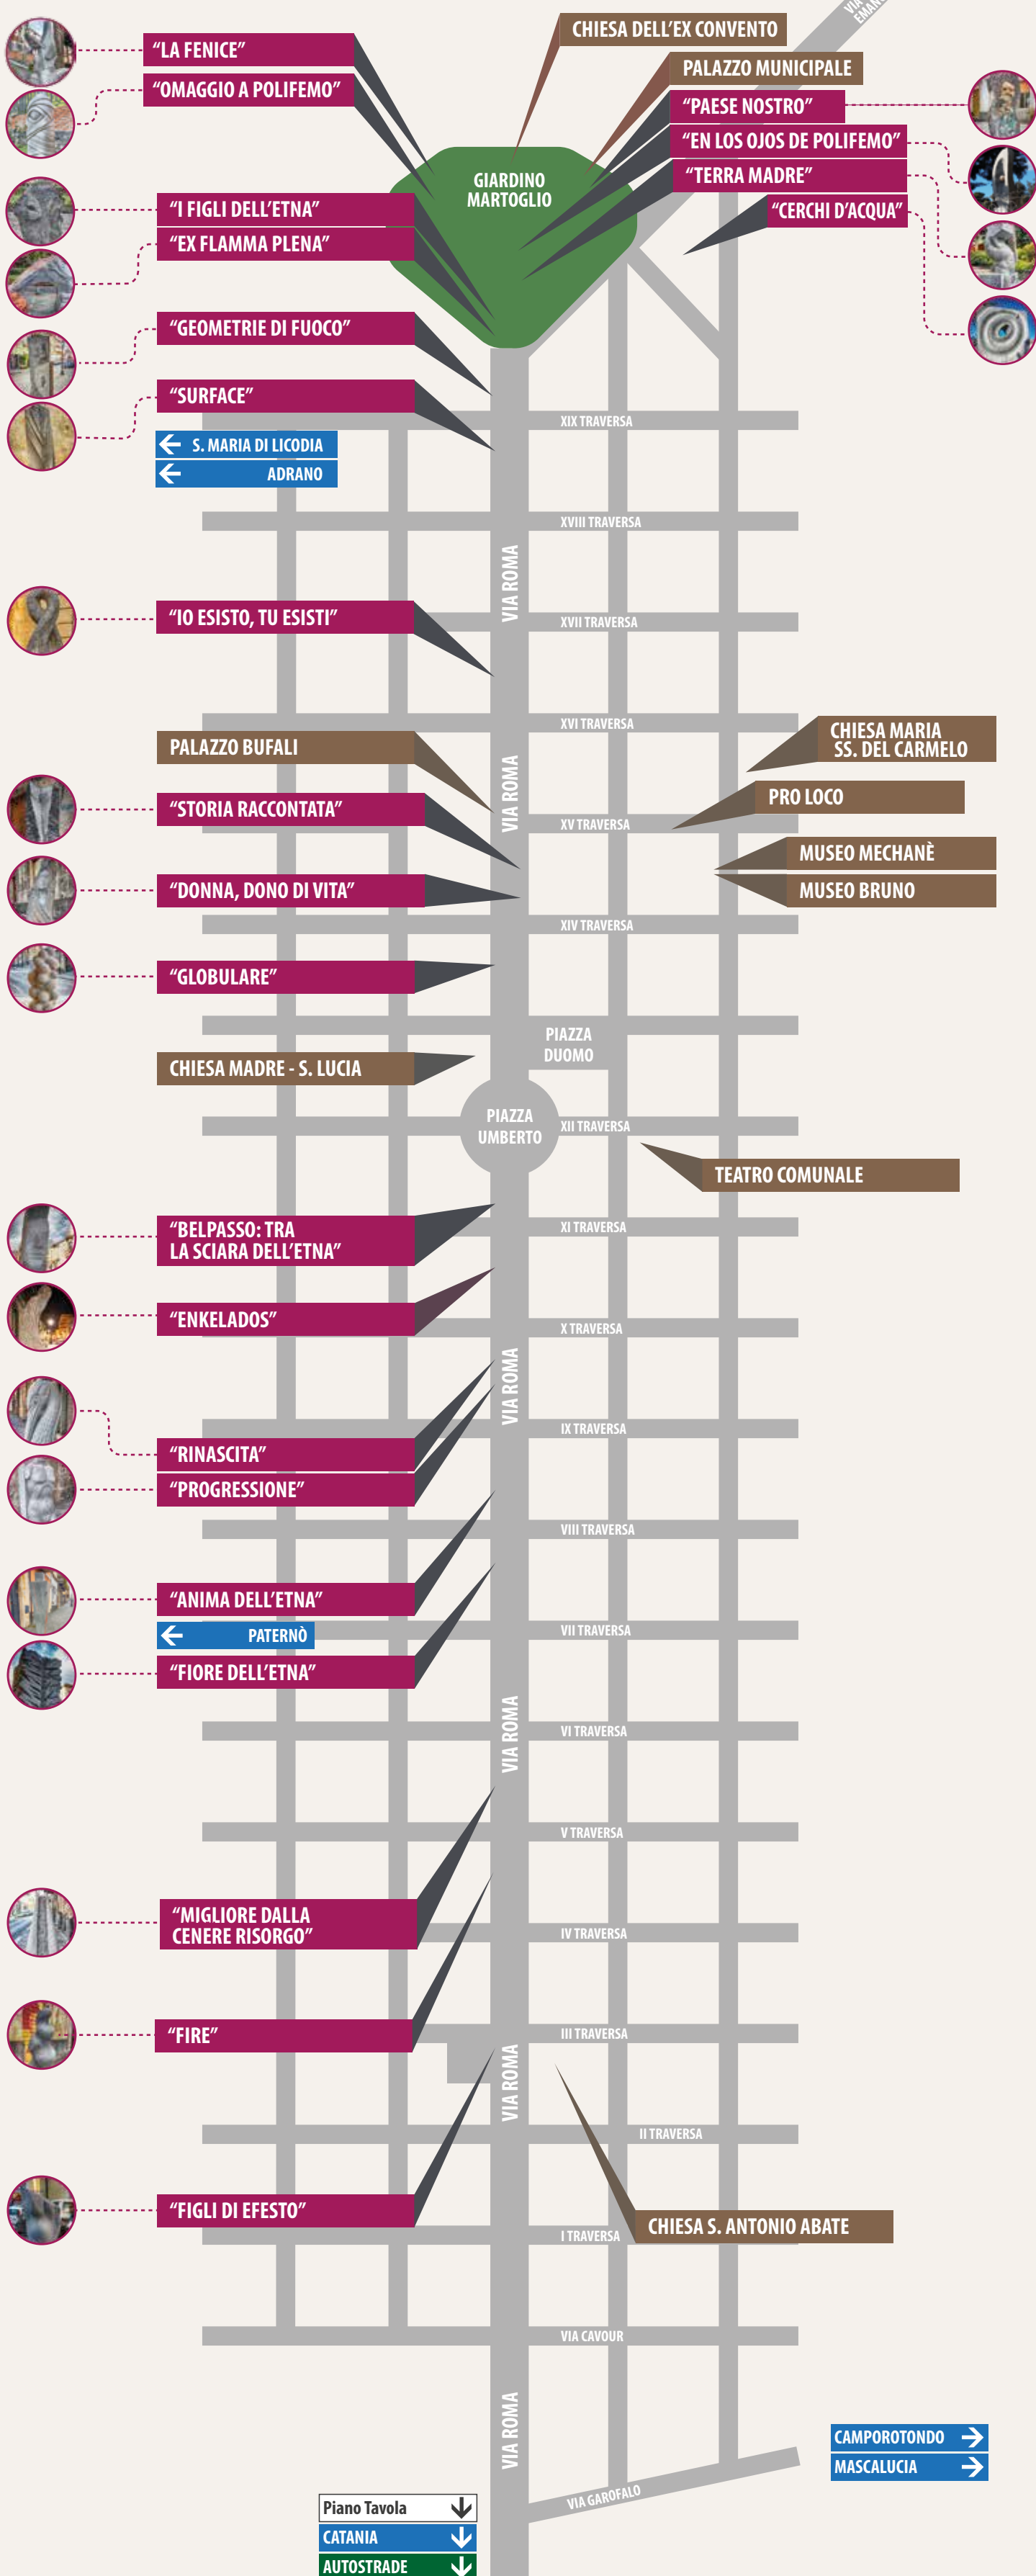 VIA
EMANU
CHIESA DELL'EX CONVENTO
"LA FENICE"
PALAZZO MUNICIPALE
"OMAGGIO A POLIFEMO"
"PAESE NOSTRO"
"EN LOS OJOS DE POLIFEMO"
"TERRA MADRE"
GIARDINO
MARTOGLIO
"I FIGLI DELL'ETNA"
"CERCHI D'ACQUA"
"EX FLAMMA PLENA"
"GEOMETRIE DI FUOCO"
"SURFACE"
XIX TRAVERSA
S. MARIA DI LICODIA
ADRANO
XVIII TRAVERSA
VIA ROMA
"IO ESISTO, TU ESISTI"
XVII TRAVERSA
XVI TRAVERSA
CHIESA MARIA
SS. DEL CARMELO
PALAZZO BUFALI
VIA ROMA
PRO LOCO
"STORIA RACCONTATA"
XV TRAVERSA
MUSEO MECHANÈ
MUSEO BRUNO
"DONNA, DONO DI VITA"
XIV TRAVERSA
"GLOBULARE"
PIAZZA
DUOMO
CHIESA MADRE - S. LUCIA
PIAZZA
UMBERTO
XII TRAVERSA
TEATRO COMUNALE
"BELPASSO: TRA
LA SCIARA DELL'ETNA"
XI TRAVERSA
"ENKELADOS"
X TRAVERSA
VIA ROMA
IX TRAVERSA
"RINASCITA"
"PROGRESSIONE"
VIII TRAVERSA
"ANIMA DELL'ETNA"
VII TRAVERSA
PATERNÒ
"FIORE DELL'ETNA"
VIA ROMA
VI TRAVERSA
V TRAVERSA
"MIGLIORE DALLA
CENERE RISORGO"
IV TRAVERSA
"FIRE"
III TRAVERSA
VIA ROMA
II TRAVERSA
"FIGLI DI EFESTO"
CHIESA S. ANTONIO ABATE
I TRAVERSA
VIA CAVOUR
VIA ROMA
CAMPOROTONDO
MASCALUCIA
VIA GAROFALO
Piano Tavola
CATANIA
AUTOSTRADE